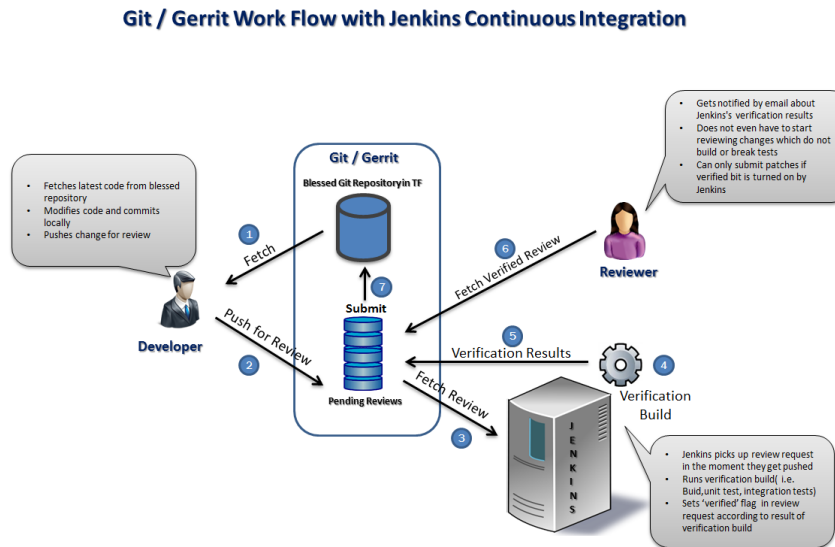 Git / Gerrit Work Flow with Jenkins Continuous Integration
• Gets notified by email about
Jenkins's verification results
• Does not even have to start
reviewing changes which do not
build or break tests
• Can only submit patches if
verified bit is turned on by
Jenkins
Git / Gerrit
Blessed Git Repository in TF
• Fetches latest code from blessed
repository
• Modifies code and commits
locally
• Pushes change for review
1
Fetch
6
Fetch Verified Review
Reviewer
7
Submit
Developer
2
Push for Review
5
Verification Results
4
Verification
Build
Pending Reviews
Fetch Review
3
JENKINS
• Jenkins picks up review request
in the moment they get pushed
• Runs verification build( i.e.
Buid,unit test, integration tests)
• Sets 'verified' flag in review
request according to result of
verification build